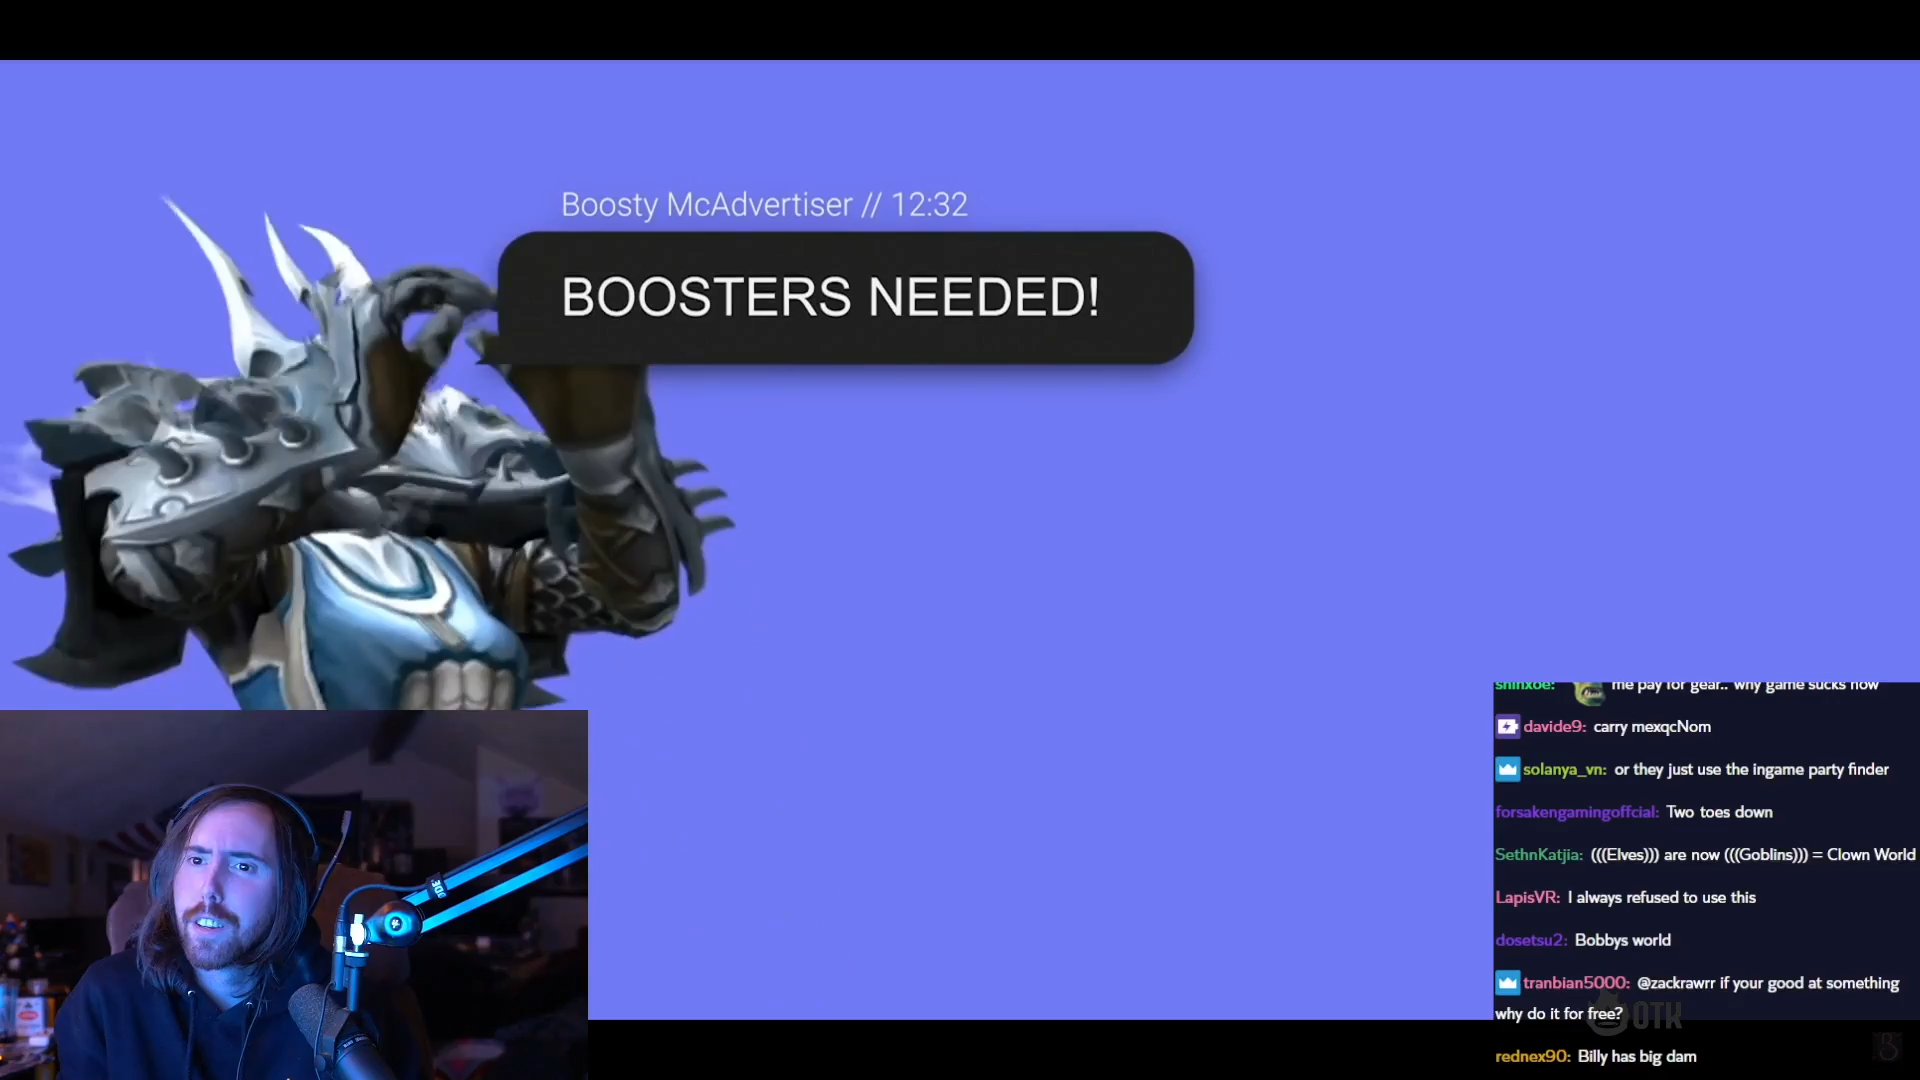 Boosty McAdvertiser // 12:32
BOOSTERS NEEDED!
shinxoe: me pay for gear.. why game sucks now
davide9: carry mexqcNom
solanya_vn: or they just use the ingame party finder
forsakengamingoffcial: Two toes down
SethnKatjia: (((Elves))) are now (((Goblins))) = Clown World
LapisVR: I always refused to use this
dosetsu2: Bobbys world
tranbian5000: @zackrawrr if your good at something
why do it for free?
OTK
rednex90: Billy has big dam